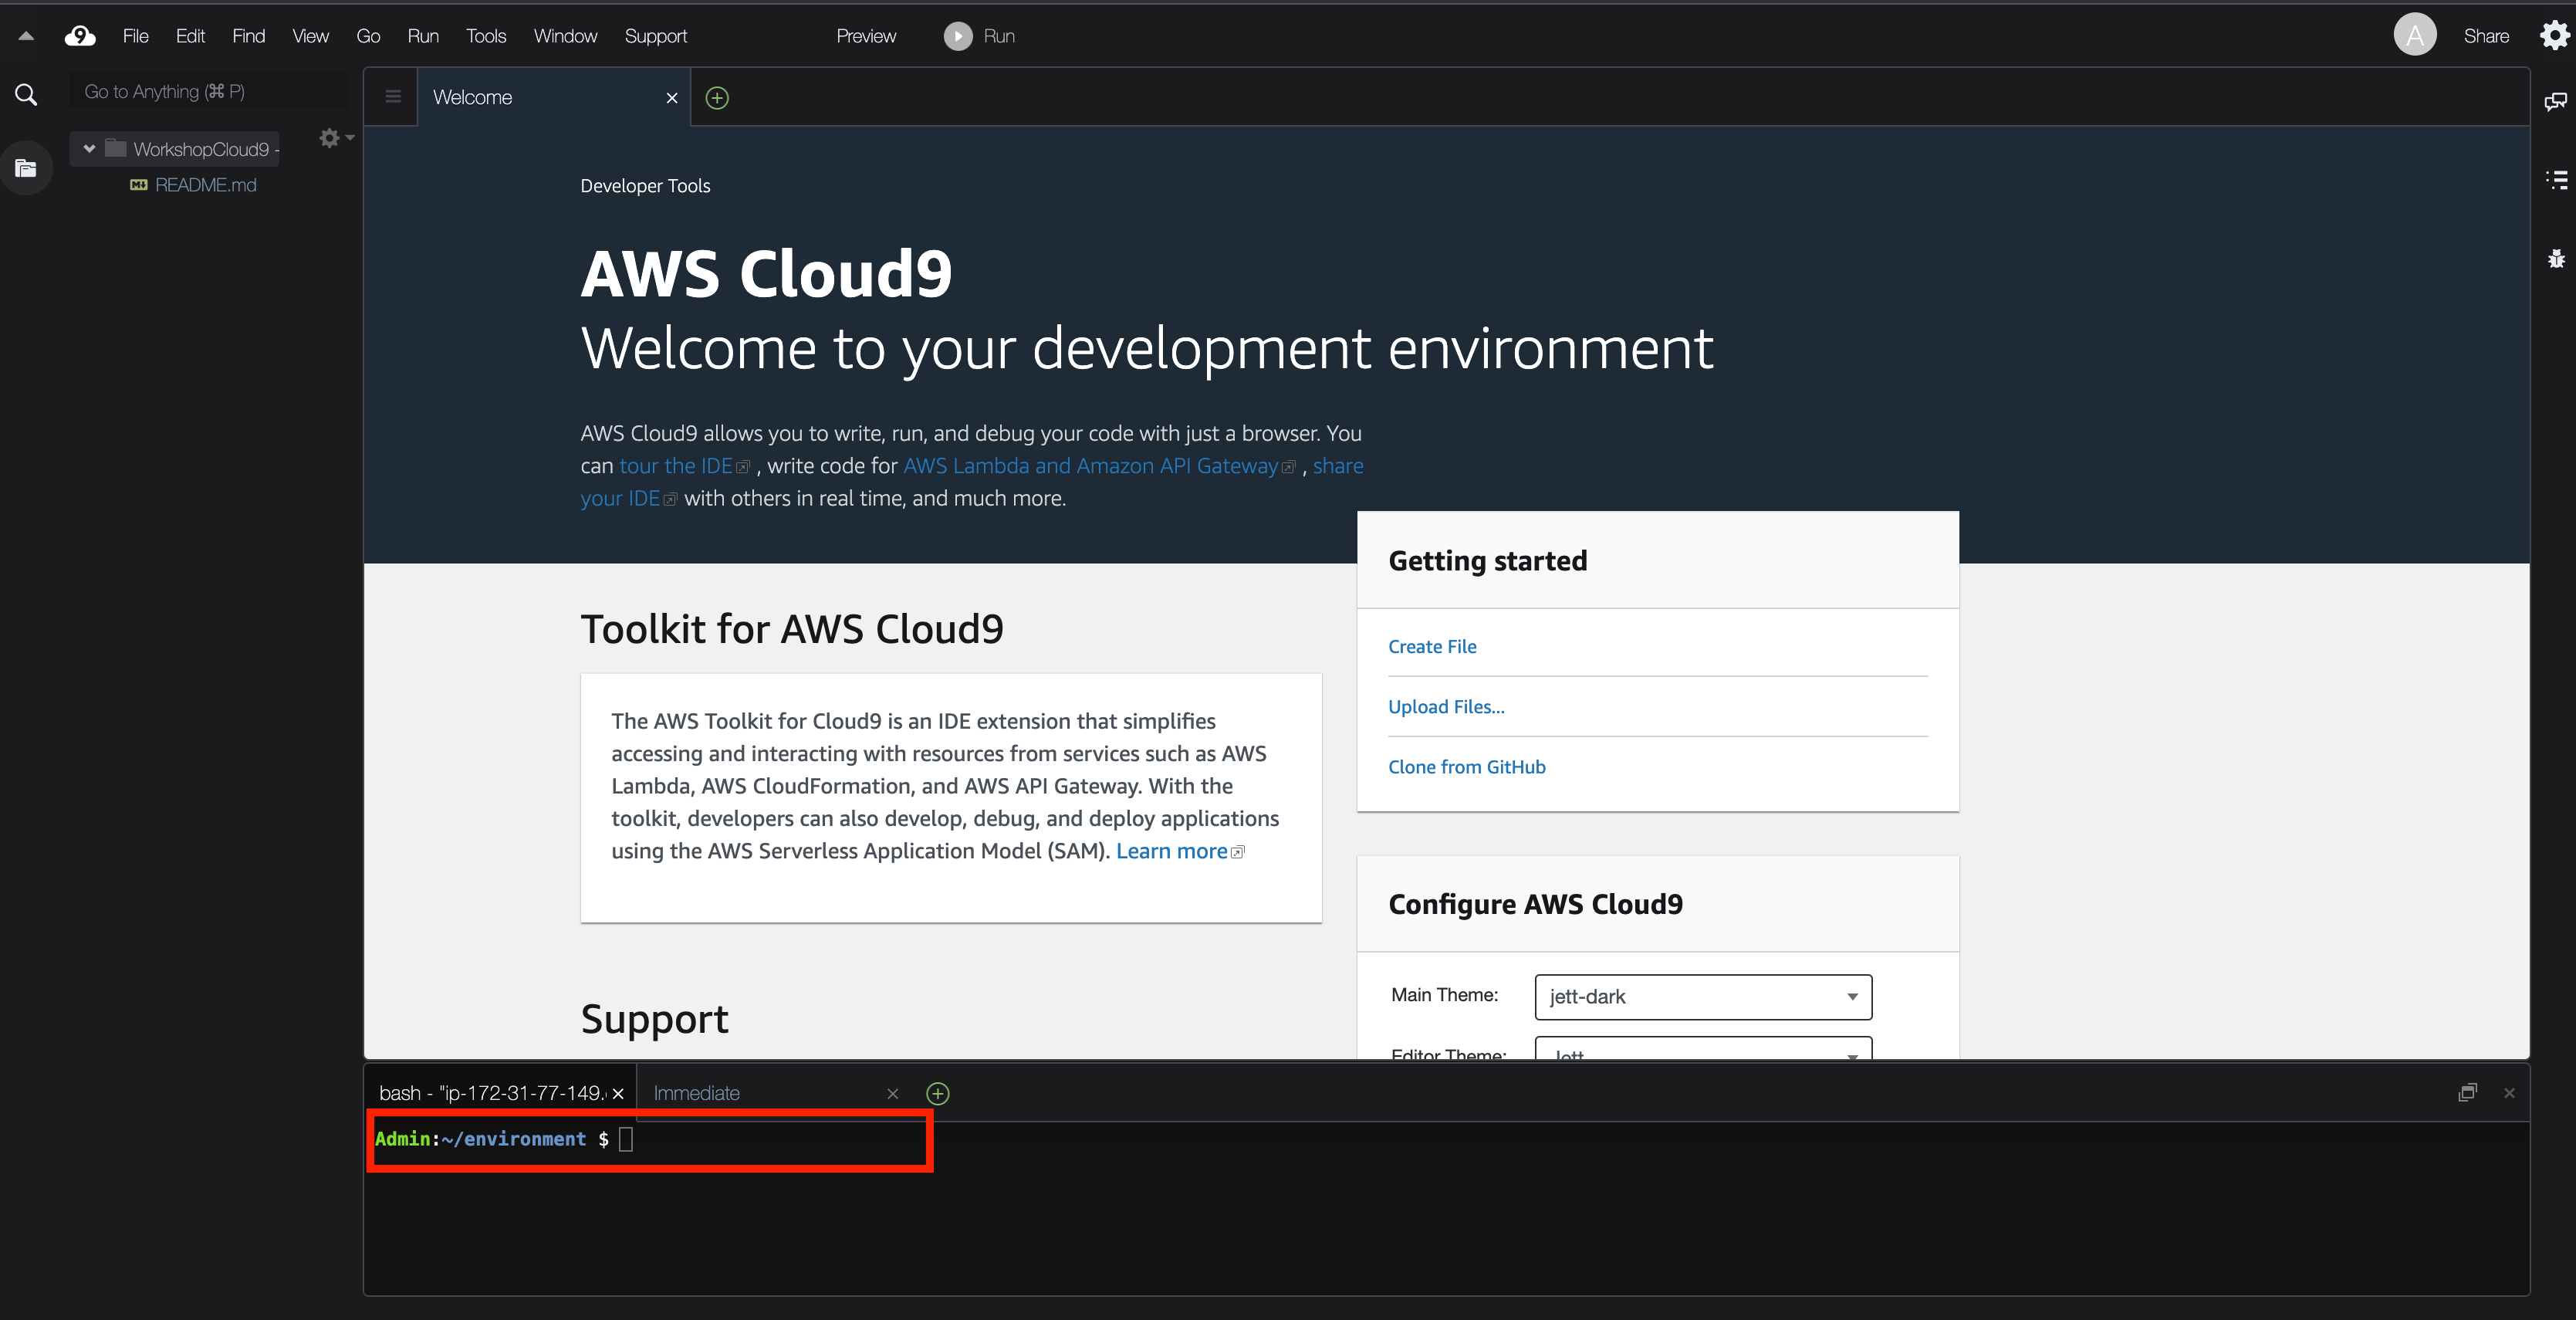 9 File Edit Find View Go Run Tools Window Support Preview Run A Share
Go to Anything (⌘ P)
Welcome
WorkshopCloud9 -
README.md
Developer Tools
AWS Cloud9
Welcome to your development environment
AWS Cloud9 allows you to write, run, and debug your code with just a browser. You
can tour the IDE , write code for AWS Lambda and Amazon API Gateway , share
your IDE with others in real time, and much more.
Getting started
Create File
Upload Files...
Clone from GitHub
Toolkit for AWS Cloud9
The AWS Toolkit for Cloud9 is an IDE extension that simplifies
accessing and interacting with resources from services such as AWS
Lambda, AWS CloudFormation, and AWS API Gateway. With the
toolkit, developers can also develop, debug, and deploy applications
using the AWS Serverless Application Model (SAM). Learn more
Configure AWS Cloud9
Main Theme: jett-dark
Editor Theme: Jett
Support
bash - "ip-172-31-77-149. Immediate
Admin:~/environment $